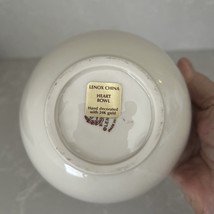 LENOX CHINA
HEART
BOWL
Hand decorated
with 24K gold